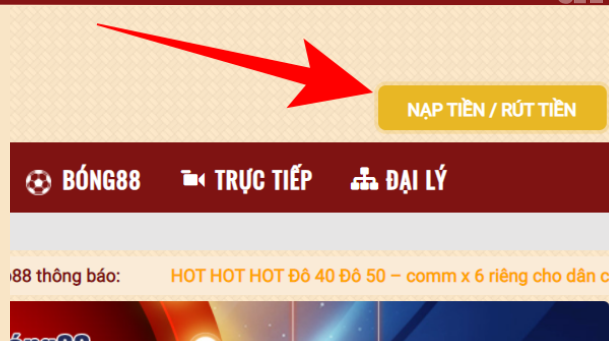 NẠP TIỀN / RÚT TIỀN
BÓNG88 TRỰC TIẾP ĐẠI LÝ
88 thông báo: HOT HOT HOT Đô 40 Đô 50 – comm x 6 riêng cho dân